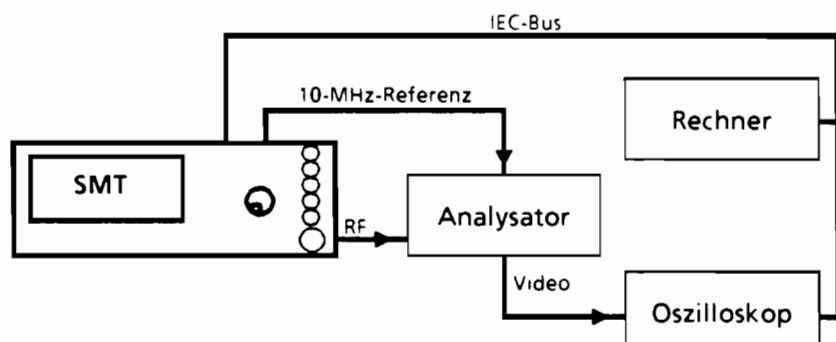 IEC-Bus
10-MHz-Referenz
Rechner
SMT
Analysator
RF
Video
Oszilloskop